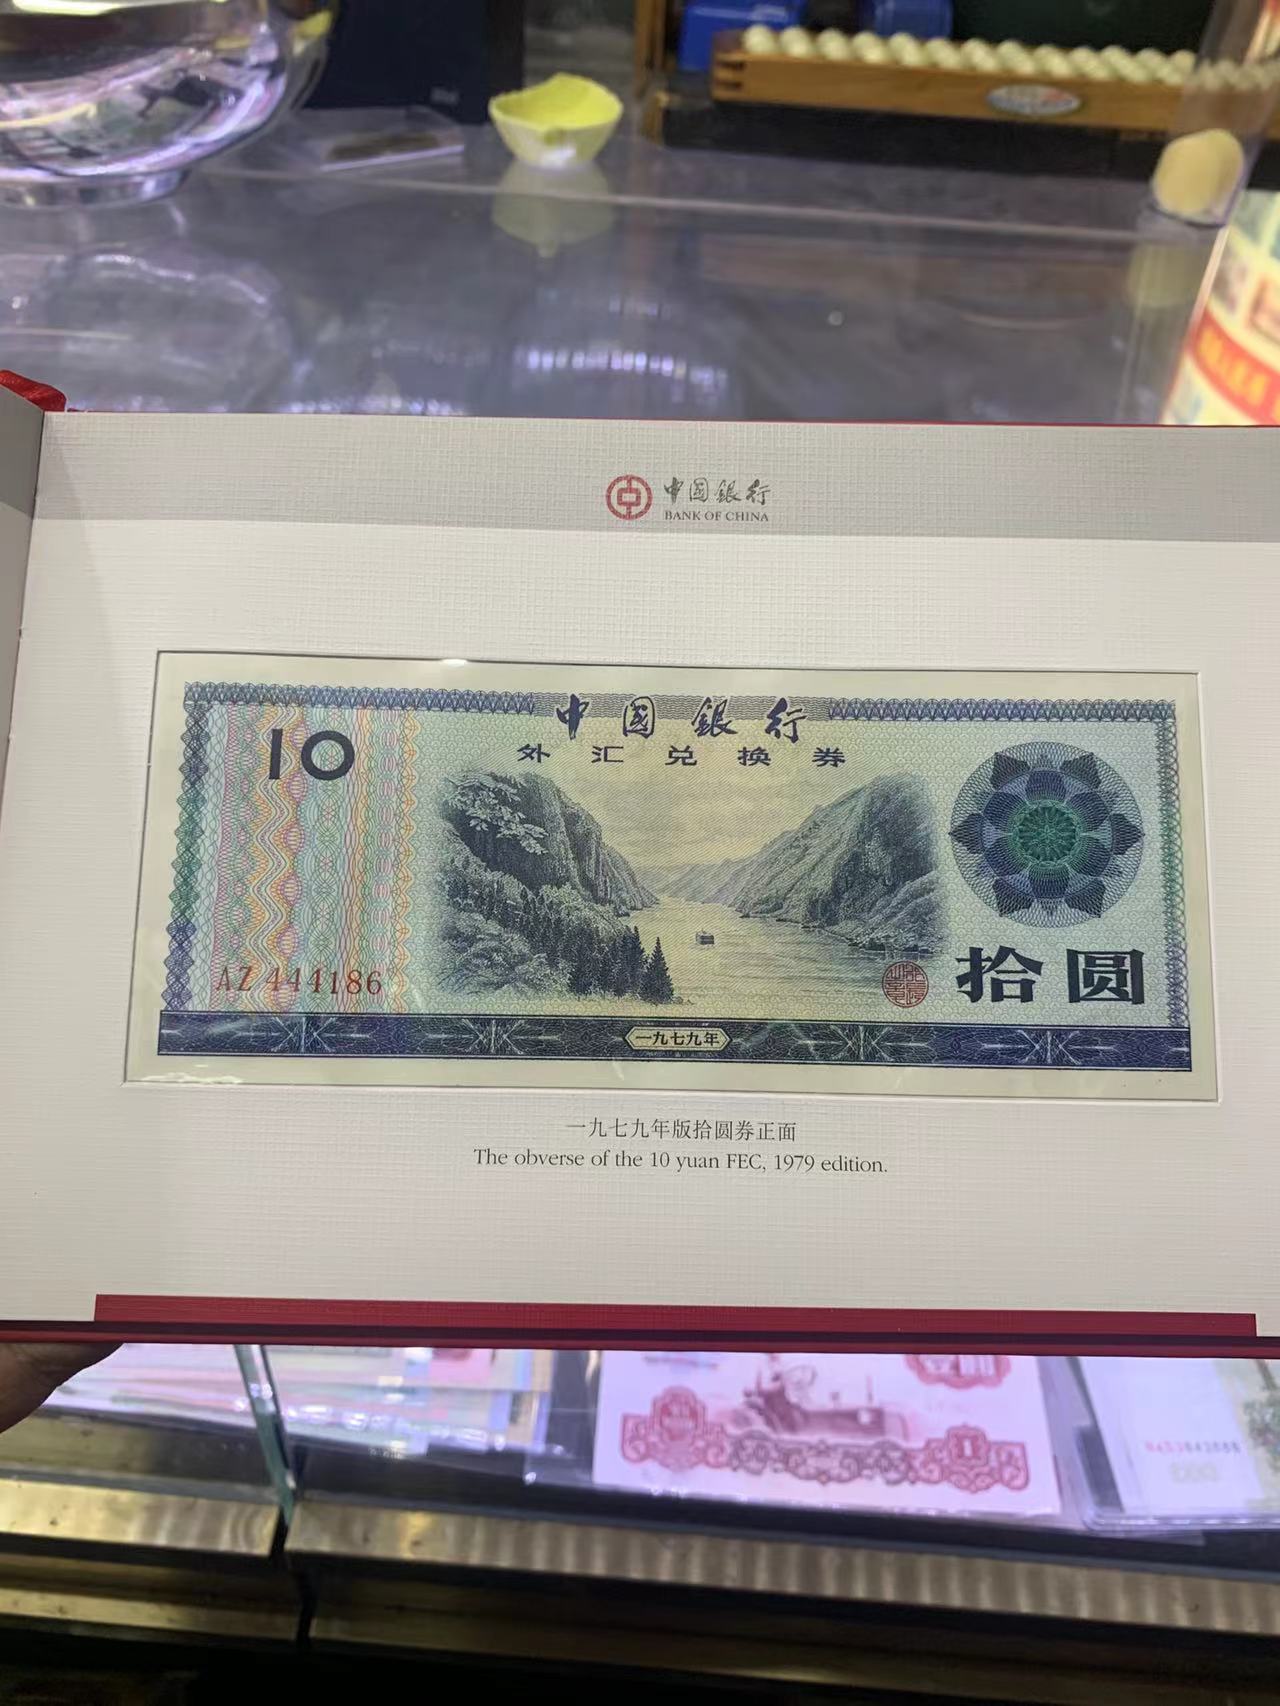 中国銀行
BANK OF CHINA
中国銀行
外汇兑换券
10
AZ 444186
拾圆
一九七九年
一九七九年版拾圆券正面
The obverse of the 10 yuan FEC, 1979 edition.